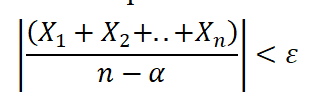 |(X₁ + X₂+..+Xₙ) / (n − α)| < ε